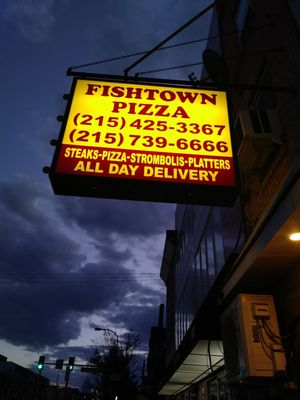 FISHTOWN
PIZZA
(215) 425-3367
(215) 739-6666
STEAKS-PIZZA-STROMBOLIS-PLATTERS
ALL DAY DELIVERY